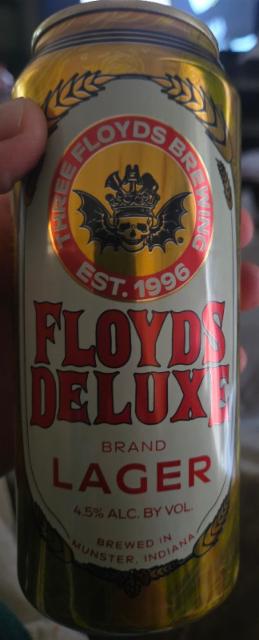 THREE FLOYDS BREWING
EST. 1996
FLOYDS
DELUXE
BRAND
LAGER
4.5% ALC. BY VOL.
BREWED IN
MUNSTER, INDIANA